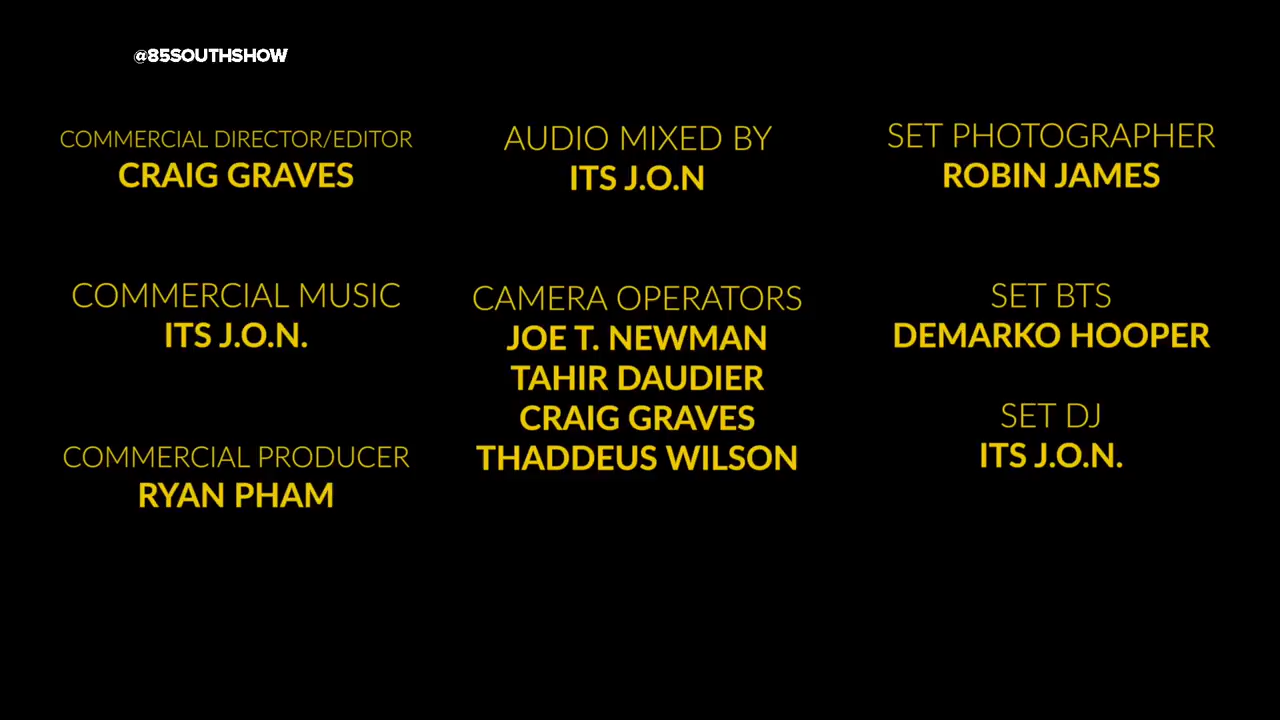 @85SOUTHSHOW
COMMERCIAL DIRECTOR/EDITOR
CRAIG GRAVES
COMMERCIAL MUSIC
ITS J.O.N.
COMMERCIAL PRODUCER
RYAN PHAM
AUDIO MIXED BY
ITS J.O.N
CAMERA OPERATORS
JOE T. NEWMAN
TAHIR DAUDIER
CRAIG GRAVES
THADDEUS WILSON
SET PHOTOGRAPHER
ROBIN JAMES
SET BTS
DEMARKO HOOPER
SET DJ
ITS J.O.N.